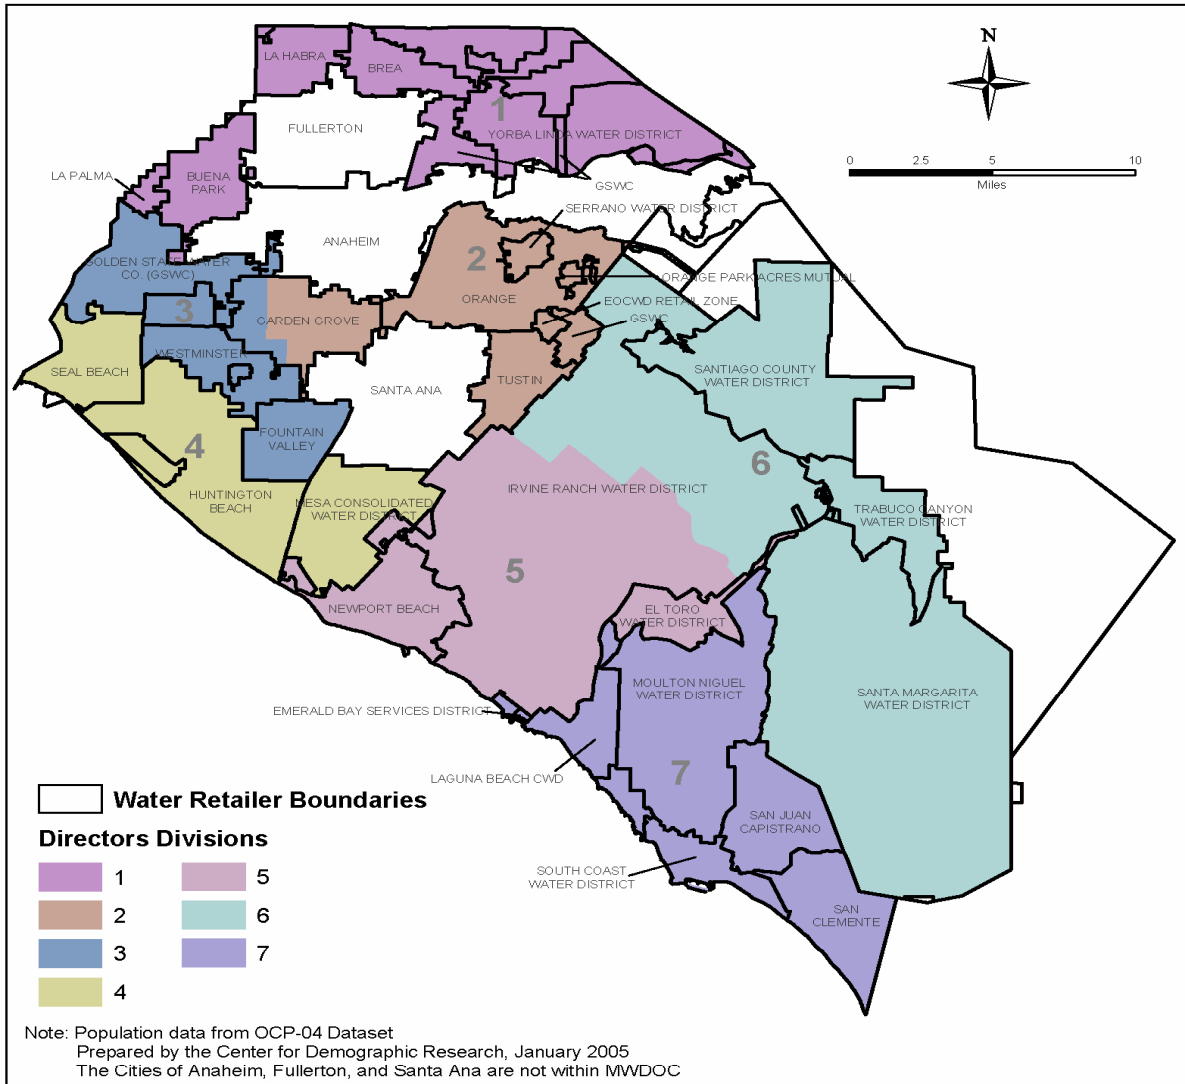 N
0 2.5 5 10
Miles
LA HABRA
BREA
1
FULLERTON
YORBA LINDA WATER DISTRICT
LA PALMA
BUENA
PARK
GSWC
SERRANO WATER DISTRICT
ANAHEIM
2
GOLDEN STATE WATER
CO. (GSWC)
ORANGE PARK ACRES MUTUAL
ORANGE
EOCWD RETAIL ZONE
3
GARDEN GROVE
GSWC
WESTMINSTER
SEAL BEACH
SANTIAGO COUNTY
WATER DISTRICT
TUSTIN
SANTA ANA
FOUNTAIN
VALLEY
4
6
IRVINE RANCH WATER DISTRICT
HUNTINGTON
BEACH
MESA CONSOLIDATED
WATER DISTRICT
TRABUCO CANYON
WATER DISTRICT
5
NEWPORT BEACH
EL TORO
WATER DISTRICT
MOULTON NIGUEL
WATER DISTRICT
SANTA MARGARITA
WATER DISTRICT
EMERALD BAY SERVICES DISTRICT
LAGUNA BEACH CWD
7
SAN JUAN
CAPISTRANO
SOUTH COAST
WATER DISTRICT
SAN
CLEMENTE
Water Retailer Boundaries
Directors Divisions
1 5
2 6
3 7
4
Note: Population data from OCP-04 Dataset
Prepared by the Center for Demographic Research, January 2005
The Cities of Anaheim, Fullerton, and Santa Ana are not within MWDOC